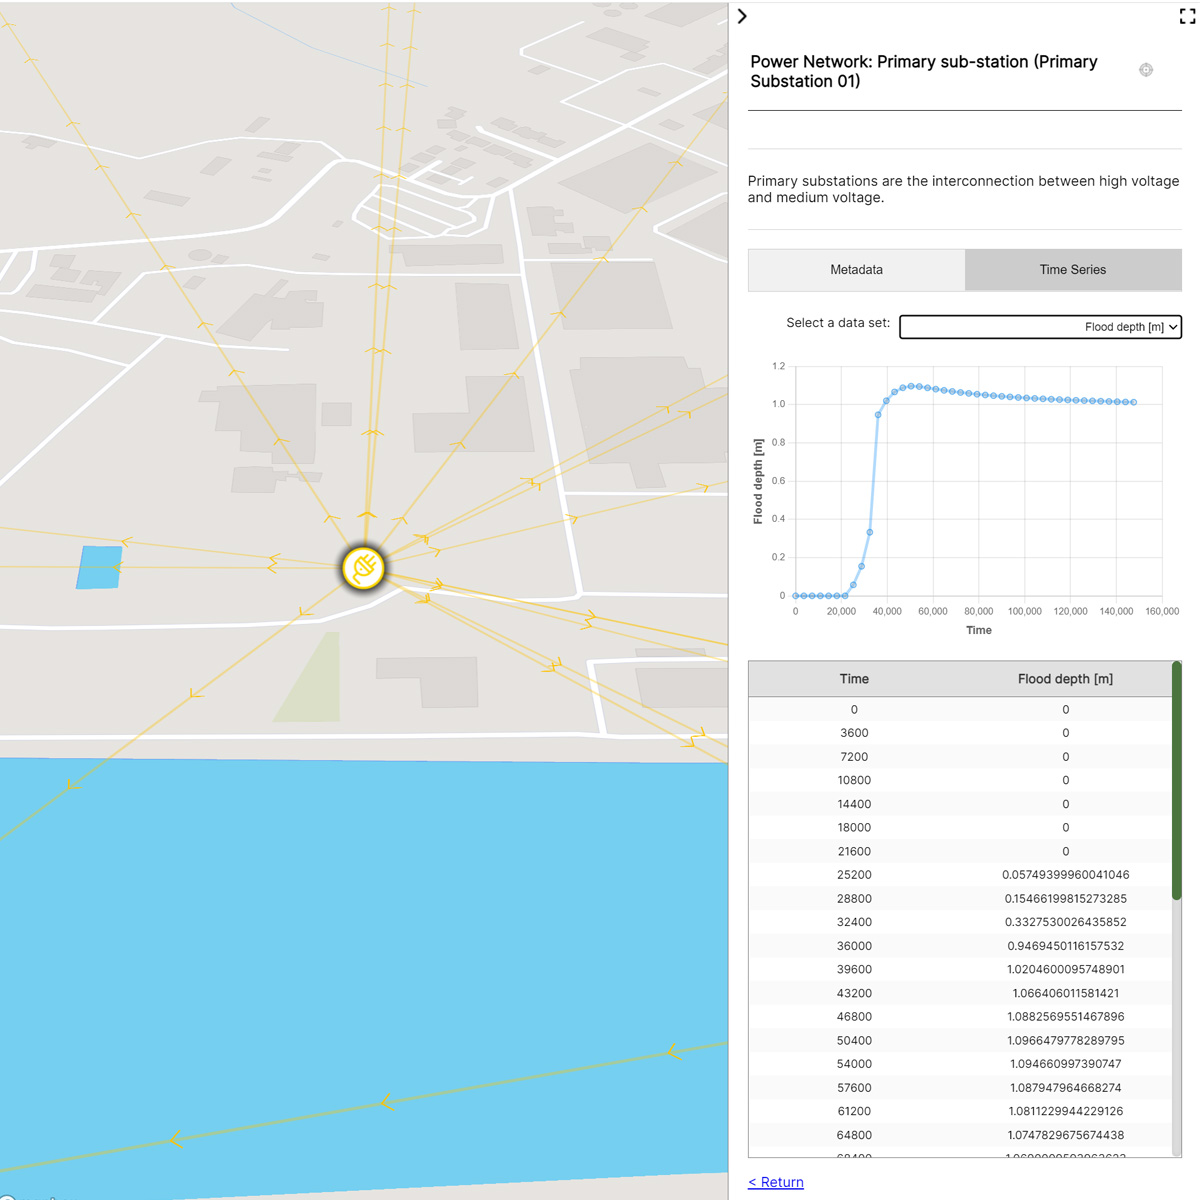 Power Network: Primary sub-station (Primary
Substation 01)
Primary substations are the interconnection between high voltage
and medium voltage.
Metadata
Time Series
Select a data set:
Flood depth [m]
1.2
1.0
0.8
0.6
0.4
0.2
0
Flood depth [m]
0 20,000 40,000 60,000 80,000 100,000 120,000 140,000 160,000
Time
Time Flood depth [m]
0 0
3600 0
7200 0
10800 0
14400 0
18000 0
21600 0
25200 0.05749399960041046
28800 0.15466199815273285
32400 0.3327530026435852
36000 0.9469450116157532
39600 1.0204600095748901
43200 1.066406011581421
46800 1.0882569551467896
50400 1.0966479778289795
54000 1.094660997390747
57600 1.087947964668274
61200 1.0811229944229126
64800 1.0747829675674438
< Return